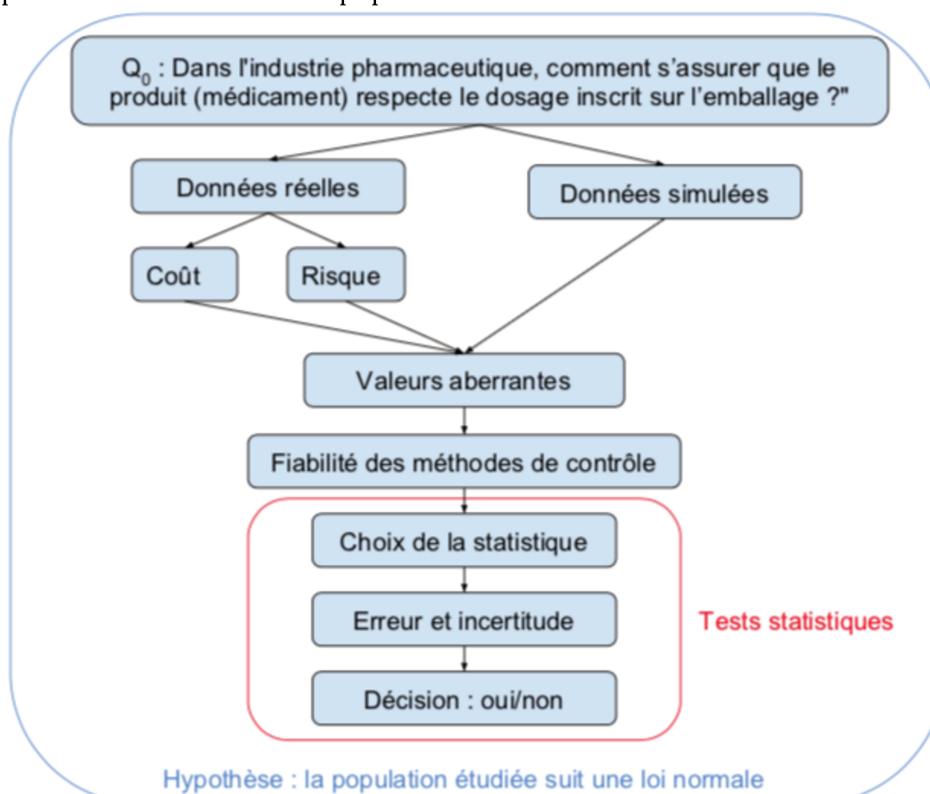 Q0 : Dans l'industrie pharmaceutique, comment s'assurer que le
produit (médicament) respecte le dosage inscrit sur l'emballage ?"
Données réelles
Données simulées
Coût
Risque
Valeurs aberrantes
Fiabilité des méthodes de contrôle
Choix de la statistique
Erreur et incertitude
Tests statistiques
Décision : oui/non
Hypothèse : la population étudiée suit une loi normale